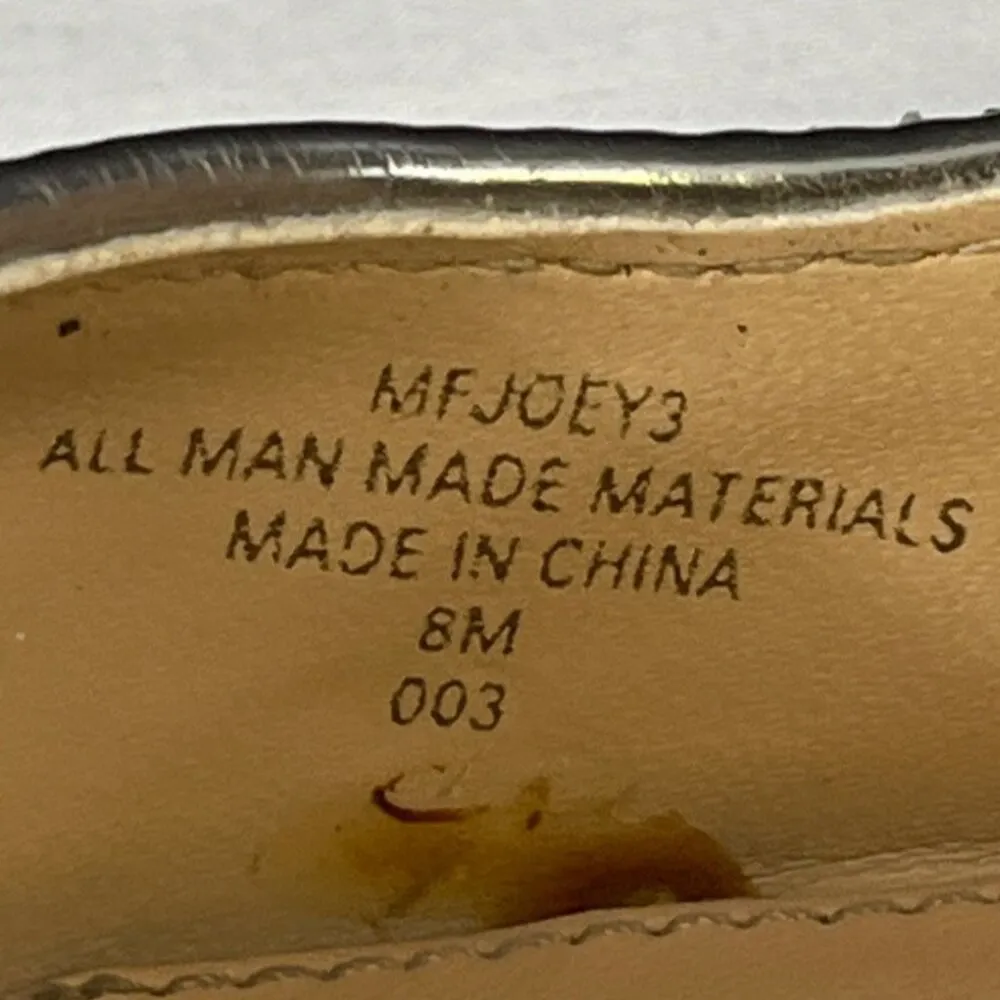 MFJOEY3
ALL MAN MADE MATERIALS
MADE IN CHINA
8M
003